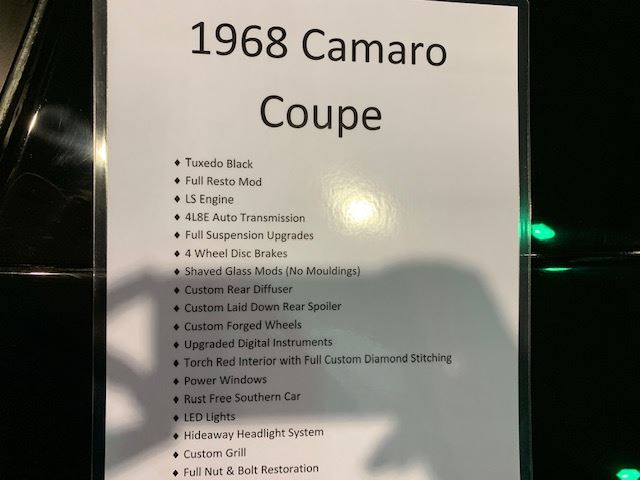 1968 Camaro
Coupe
♦ Tuxedo Black
♦ Full Resto Mod
♦ LS Engine
♦ 4L8E Auto Transmission
♦ Full Suspension Upgrades
♦ 4 Wheel Disc Brakes
♦ Shaved Glass Mods (No Mouldings)
♦ Custom Rear Diffuser
♦ Custom Laid Down Rear Spoiler
♦ Custom Forged Wheels
♦ Upgraded Digital Instruments
♦ Torch Red Interior with Full Custom Diamond Stitching
♦ Power Windows
♦ Rust Free Southern Car
♦ LED Lights
♦ Hideaway Headlight System
♦ Custom Grill
♦ Full Nut & Bolt Restoration